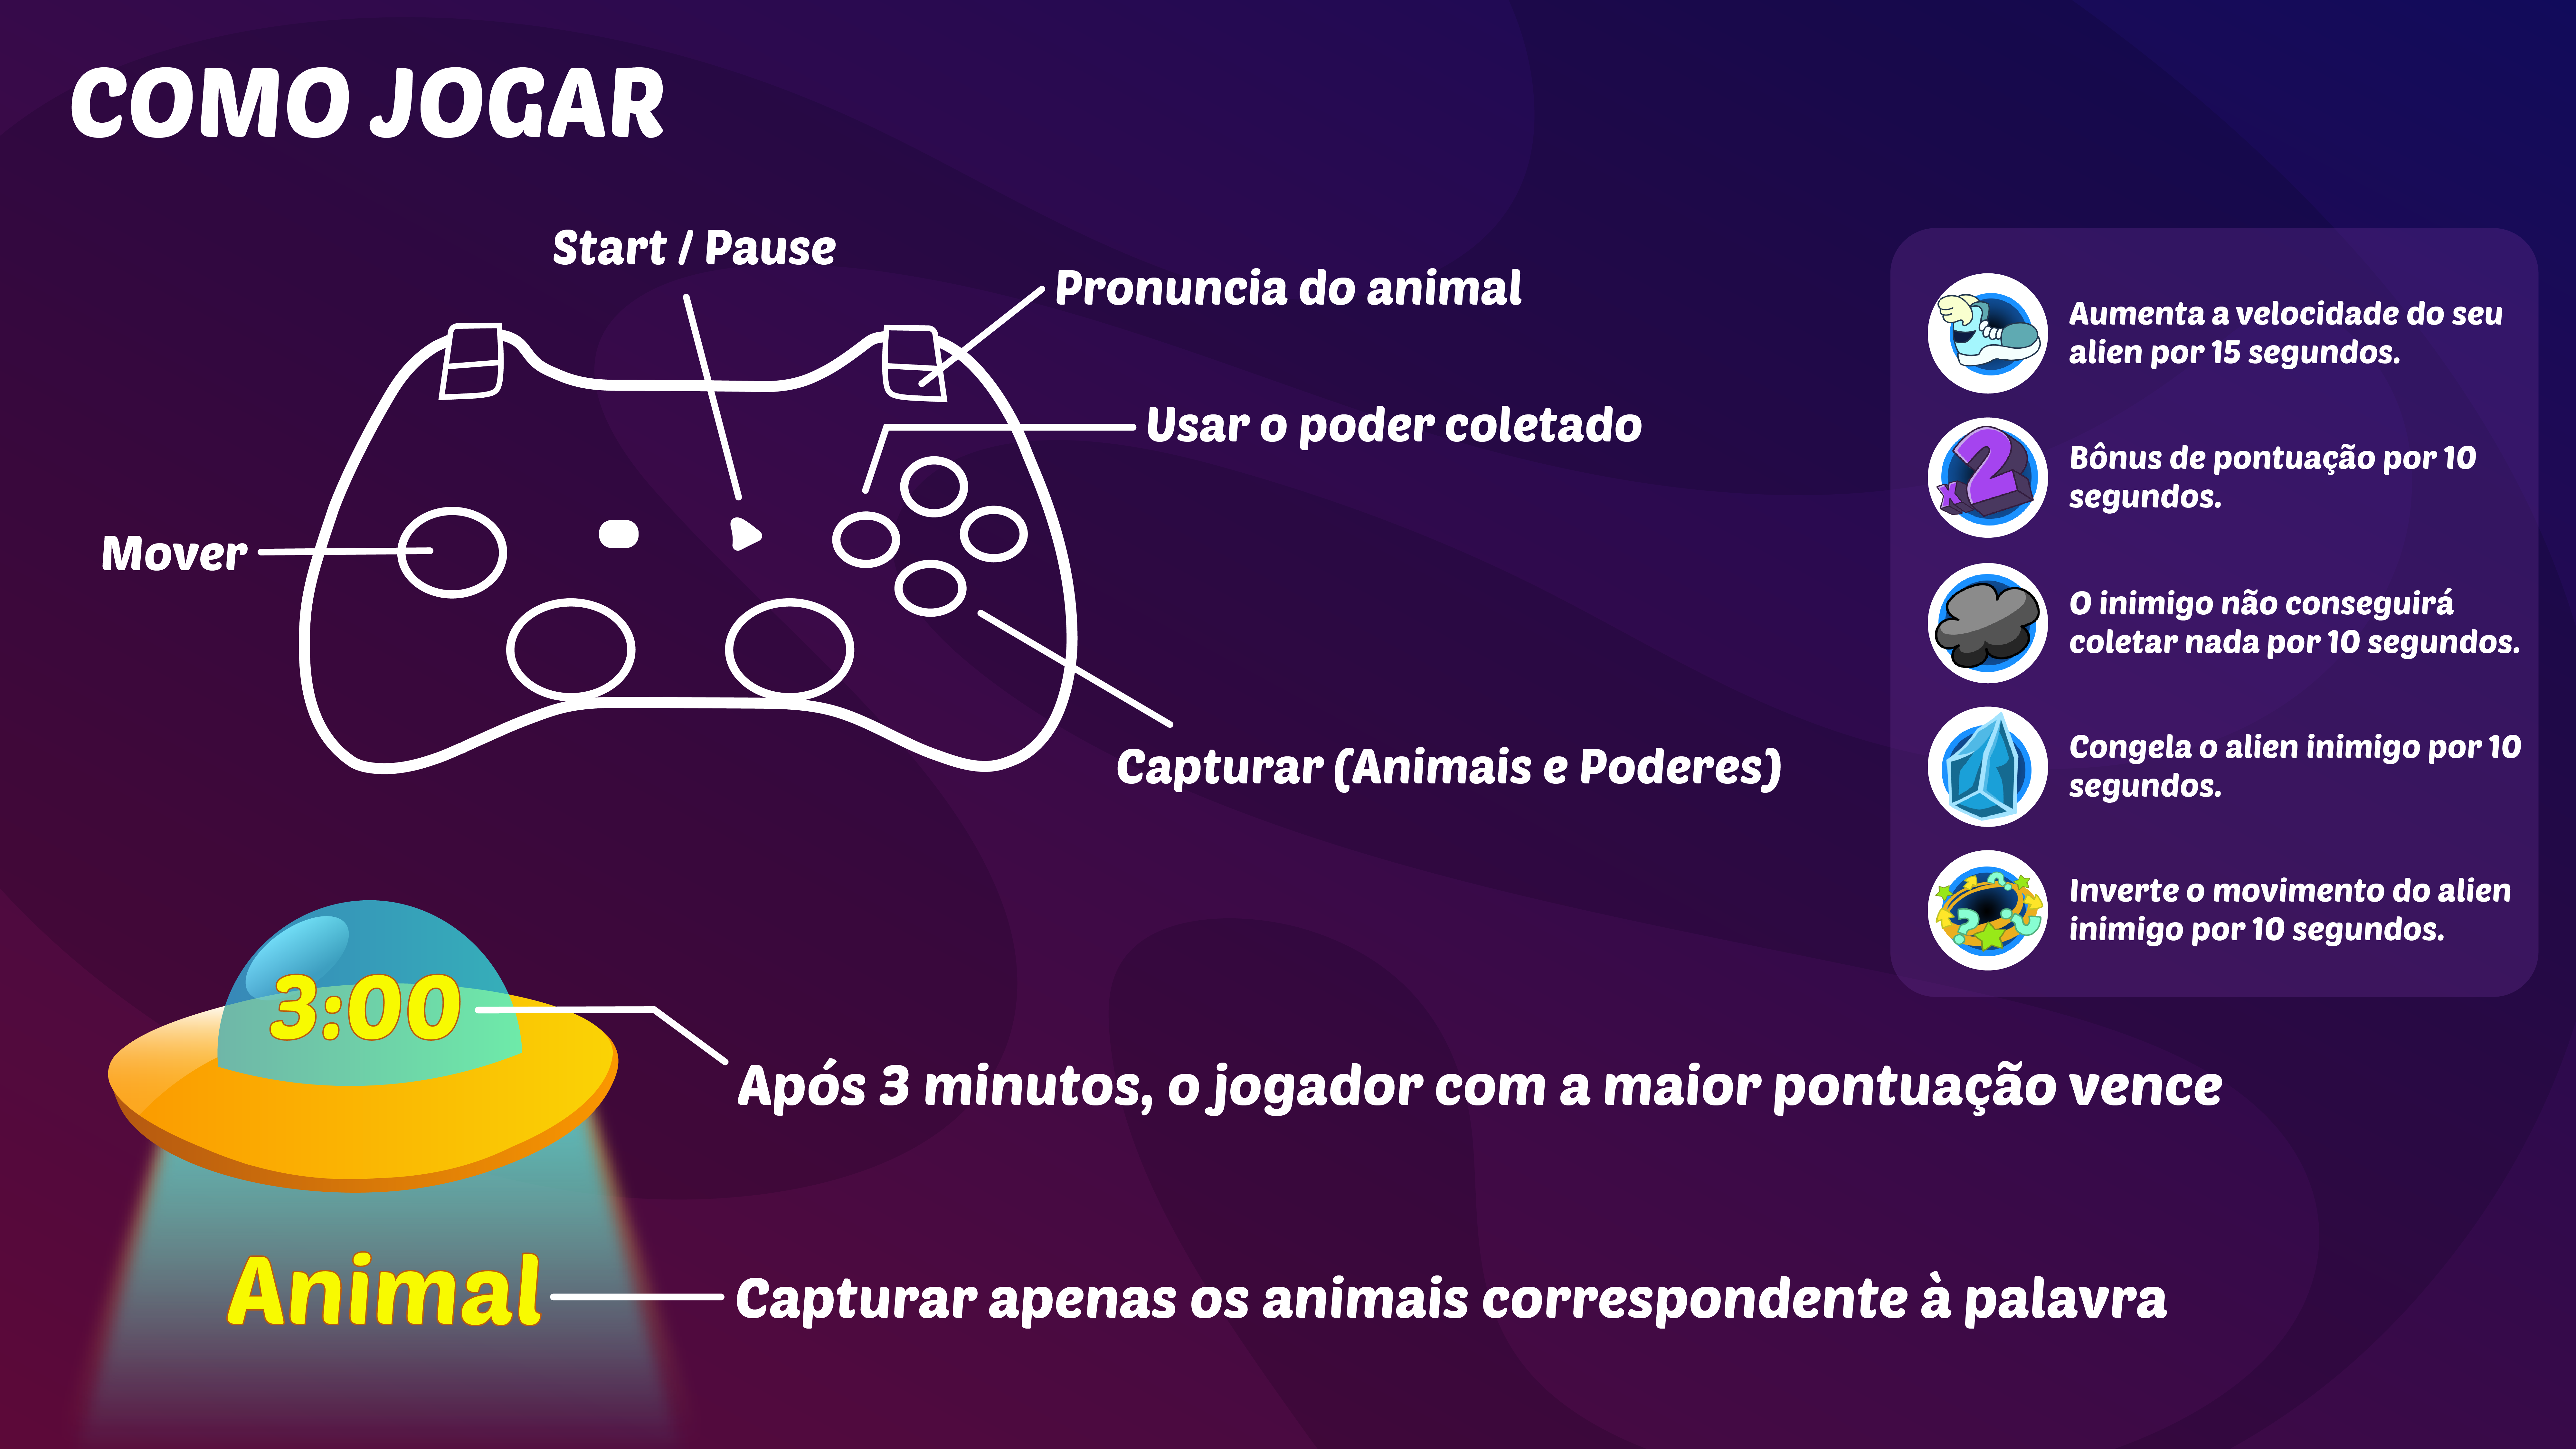 COMO JOGAR
Start / Pause
Pronuncia do animal
Usar o poder coletado
Mover
Capturar (Animais e Poderes)
Aumenta a velocidade do seu
alien por 15 segundos.
x2
Bônus de pontuação por 10
segundos.
O inimigo não conseguirá
coletar nada por 10 segundos.
Congela o alien inimigo por 10
segundos.
Inverte o movimento do alien
inimigo por 10 segundos.
3:00
Após 3 minutos, o jogador com a maior pontuação vence
Animal
Capturar apenas os animais correspondente à palavra